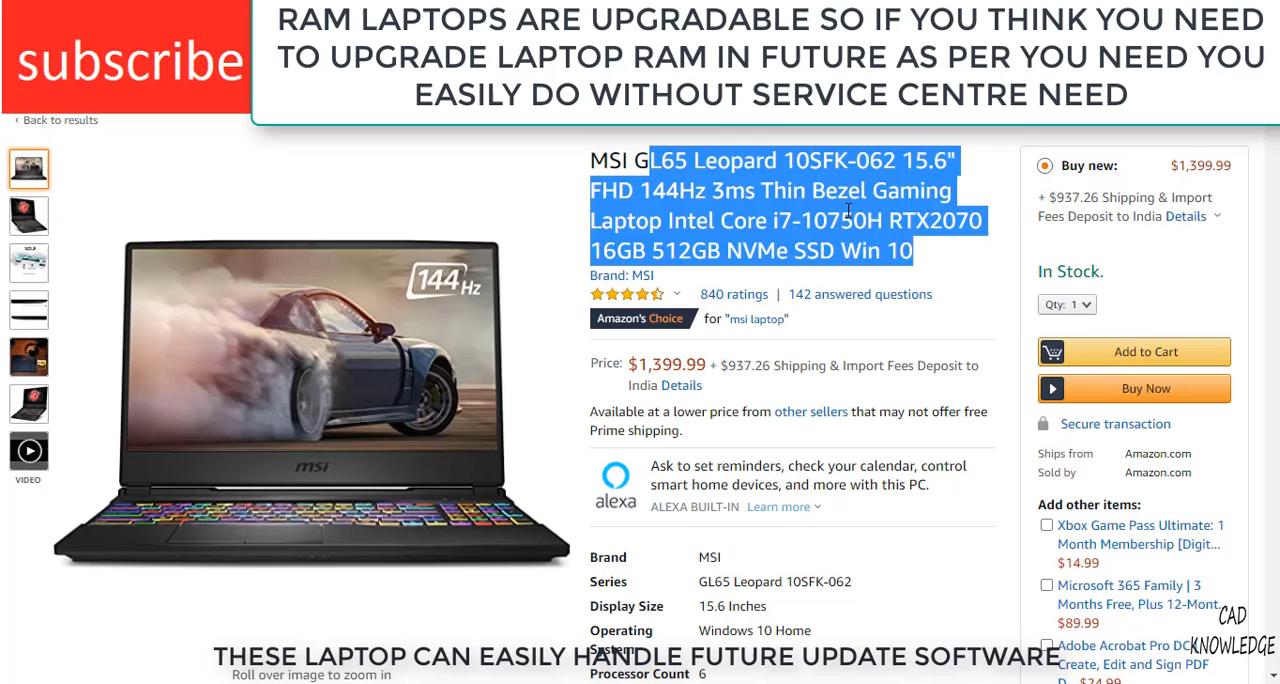 subscribe
RAM LAPTOPS ARE UPGRADABLE SO IF YOU THINK YOU NEED
TO UPGRADE LAPTOP RAM IN FUTURE AS PER YOU NEED YOU
EASILY DO WITHOUT SERVICE CENTRE NEED
‹ Back to results
VIDEO
144Hz
msi
Roll over image to zoom in
MSI GL65 Leopard 10SFK-062 15.6"
FHD 144Hz 3ms Thin Bezel Gaming
Laptop Intel Core i7-10750H RTX2070
16GB 512GB NVMe SSD Win 10
Brand: MSI
840 ratings | 142 answered questions
Amazon's Choice for "msi laptop"
Price: $1,399.99 + $937.26 Shipping & Import Fees Deposit to
India Details
Available at a lower price from other sellers that may not offer free
Prime shipping.
alexa
Ask to set reminders, check your calendar, control
smart home devices, and more with this PC.
ALEXA BUILT-IN Learn more
Brand MSI
Series GL65 Leopard 10SFK-062
Display Size 15.6 Inches
Operating Windows 10 Home
System
Processor Count 6
Buy new: $1,399.99
+ $937.26 Shipping & Import
Fees Deposit to India Details
In Stock.
Qty: 1
Add to Cart
Buy Now
Secure transaction
Ships from Amazon.com
Sold by Amazon.com
Add other items:
Xbox Game Pass Ultimate: 1
Month Membership [Digit...
$14.99
Microsoft 365 Family | 3
Months Free, Plus 12-Mont...
$89.99
Adobe Acrobat Pro DC
Create, Edit and Sign PDF
D... $24.99
CAD
KNOWLEDGE
THESE LAPTOP CAN EASILY HANDLE FUTURE UPDATE SOFTWARE